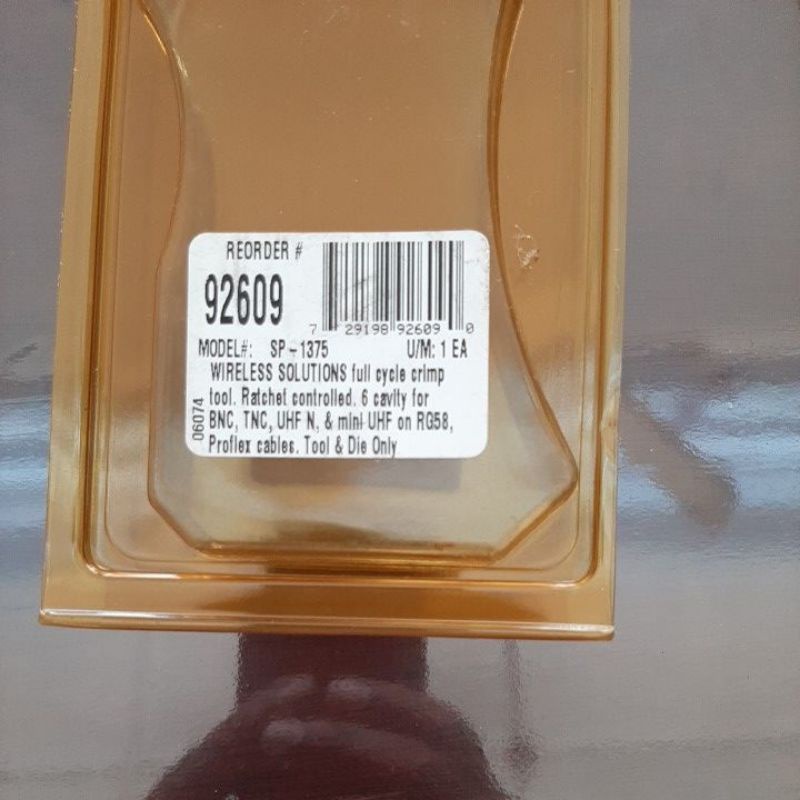 REORDER #
92609
7 29198 92609 0
MODEL#: SP-1375 U/M: 1 EA
WIRELESS SOLUTIONS full cycle crimp
tool. Ratchet controlled. 6 cavity for
BNC, TNC, UHF N, & mini-UHF on RG58,
Proflex cables. Tool & Die Only
06074